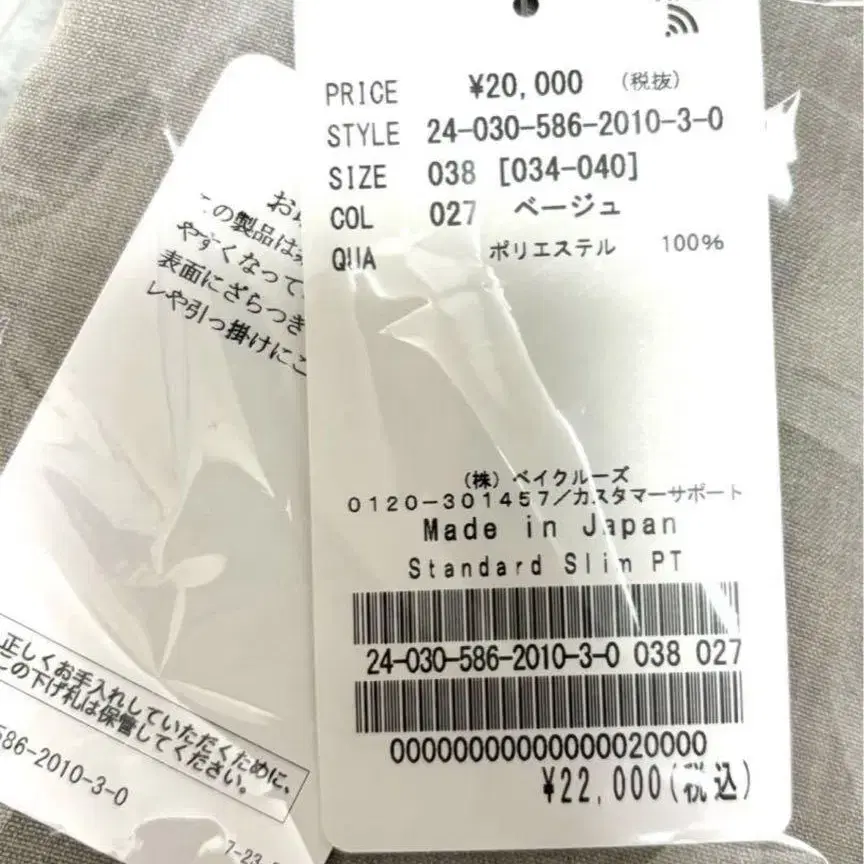 PRICE ¥20,000 (税抜)
STYLE 24-030-586-2010-3-0
SIZE 038 [034-040]
COL 027 ベージュ
QUA ポリエステル 100%
(株) ベイクルーズ
0120-301457/カスタマーサポート
Made in Japan
Standard Slim PT
24-030-586-2010-3-0 038 027
¥22,000(税込)
この製品は
やすくなって
表面にざらつき
レや引っ掛けにご
正しくお手入れしていただくために、
この下げ札は保管してください。
586-2010-3-0
7-23